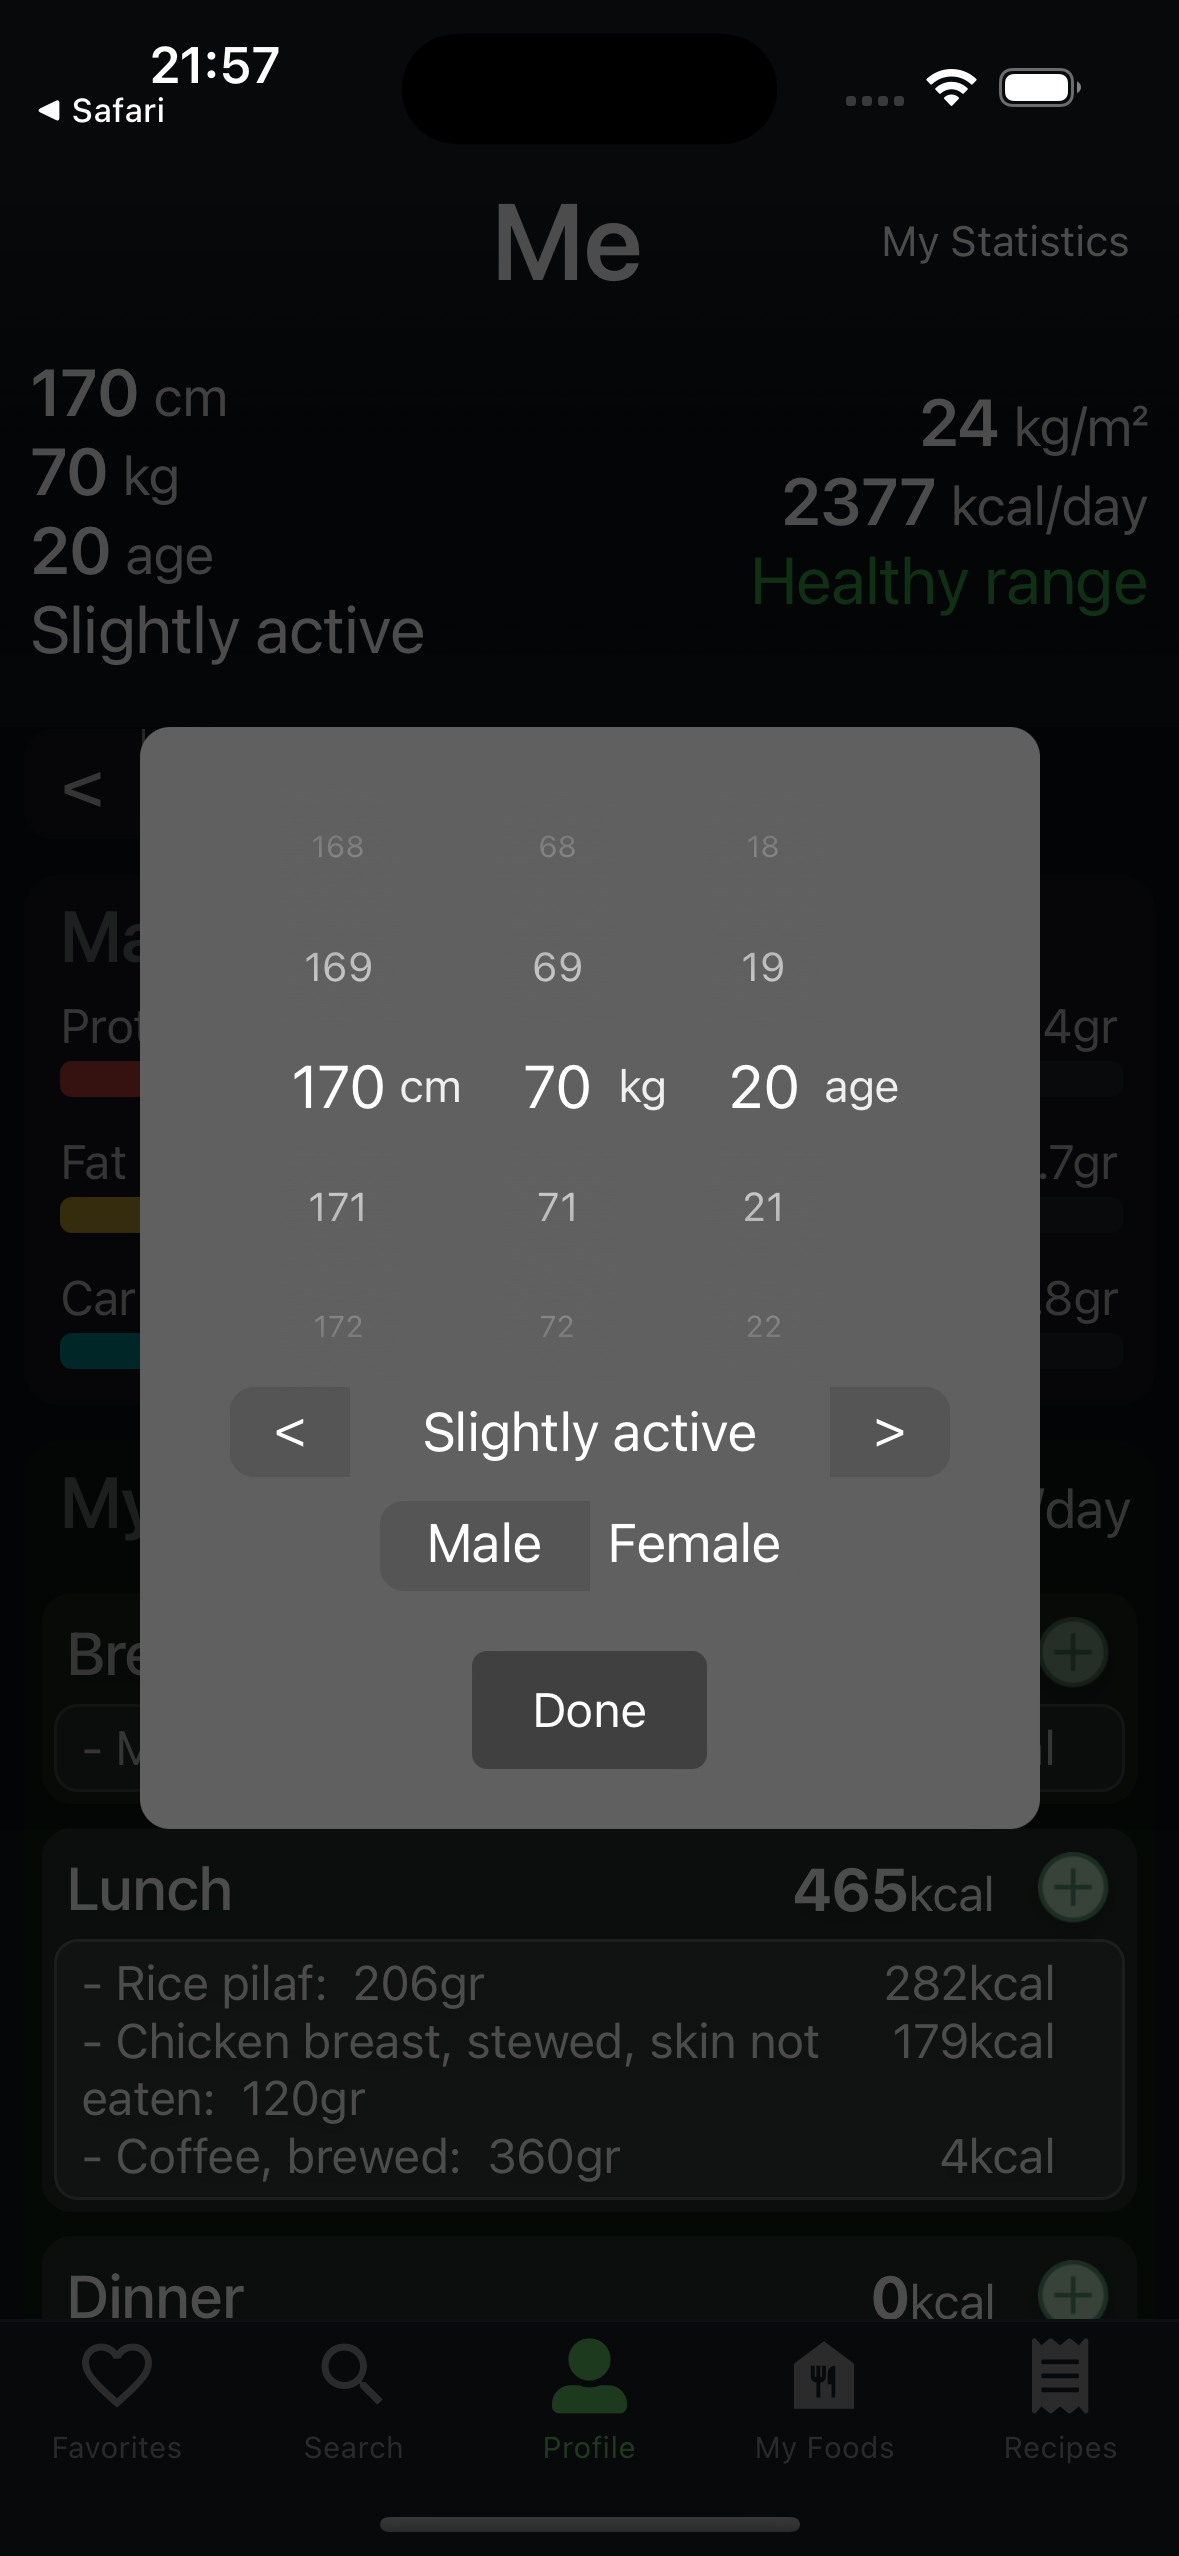 21:57
Safari
Me
My Statistics
170 cm
70 kg
20 age
Slightly active
24 kg/m²
2377 kcal/day
Healthy range
<
168 68 18
169 69 19
170 cm 70 kg 20 age
171 71 21
172 72 22
< Slightly active >
Male Female
Done
4gr
Fat
.7gr
8gr
My
/day
Lunch 465kcal
- Rice pilaf: 206gr 282kcal
- Chicken breast, stewed, skin not 179kcal
eaten: 120gr
- Coffee, brewed: 360gr 4kcal
Dinner 0kcal
Favorites Search Profile My Foods Recipes